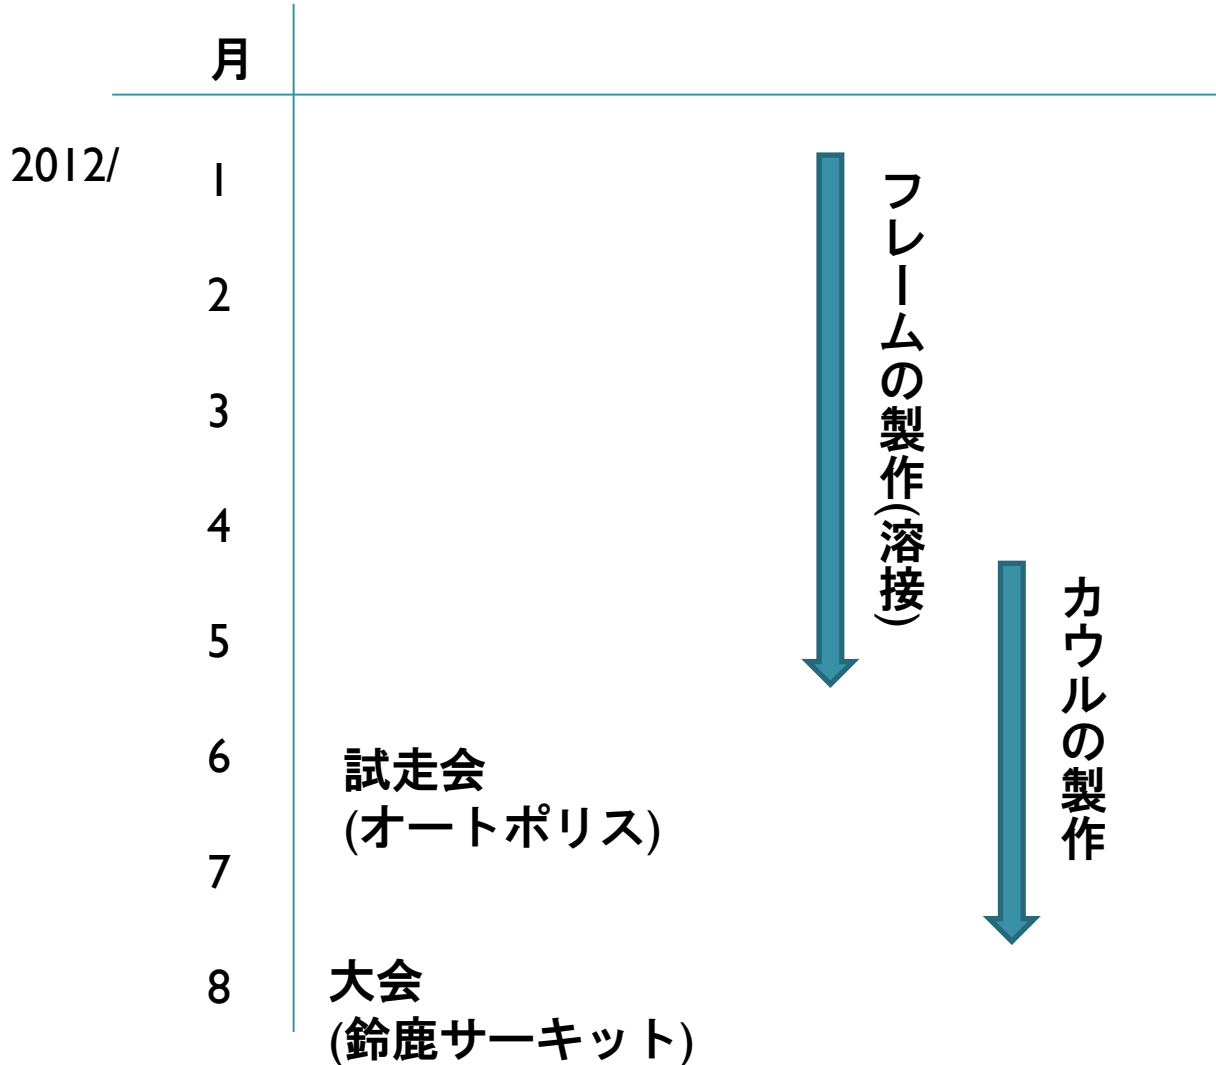 月
2012/
1
2
3
4
5
6
7
8
試走会
(オートポリス)
大会
(鈴鹿サーキット)
フレームの製作(溶接)
カウルの製作